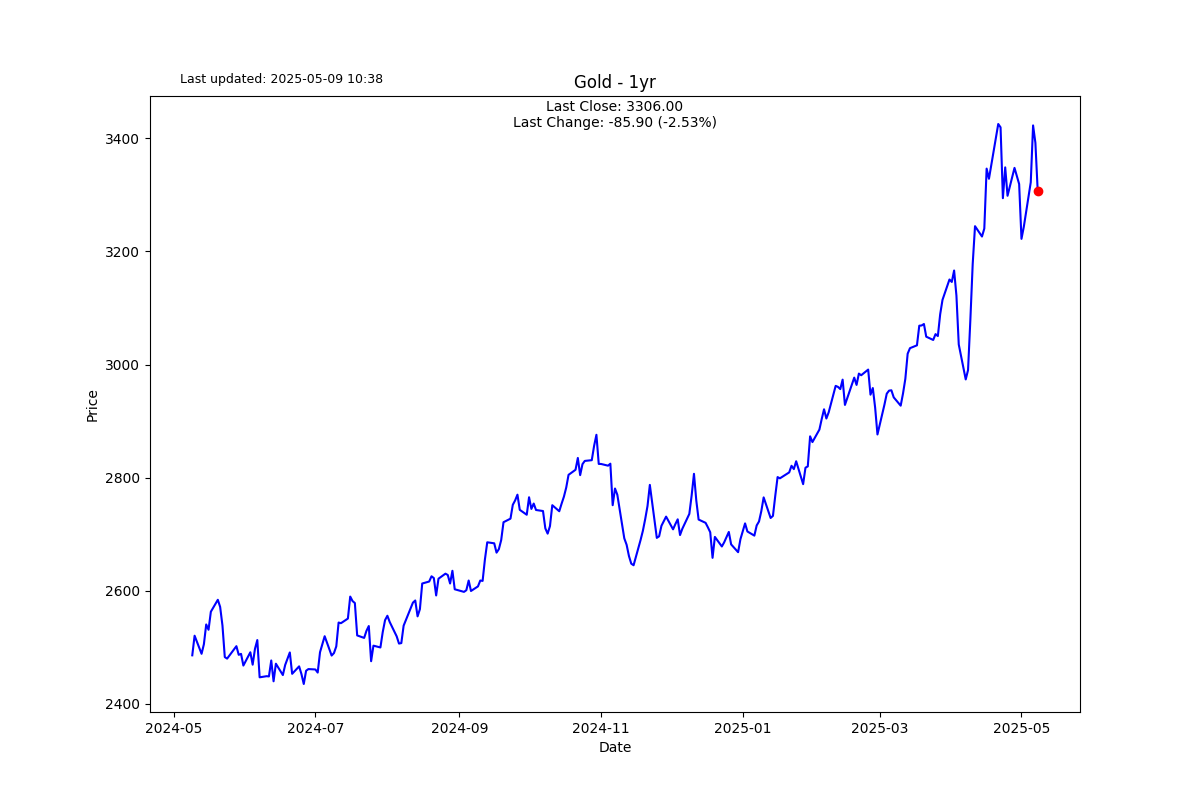 Last updated: 2025-05-09 10:38
Gold - 1yr
Last Close: 3306.00
Last Change: -85.90 (-2.53%)
3400
3200
3000
2800
2600
2400
Price
2024-05 2024-07 2024-09 2024-11 2025-01 2025-03 2025-05
Date